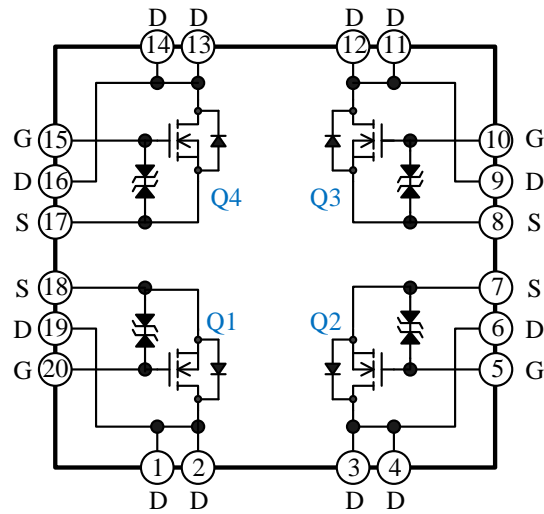 D D D D
14 13 12 11
G 15 10 G
D 16 9 D
Q4 Q3
S 17 8 S
S 18 7 S
Q1 Q2
D 19 6 D
G 20 5 G
1 2 3 4
D D D D